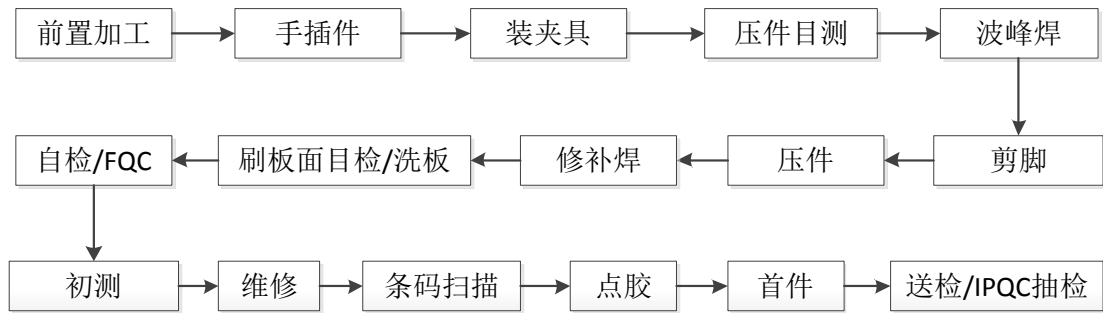 前置加工 手插件 装夹具 压件目测 波峰焊
自检/FQC 刷板面目检/洗板 修补焊 压件 剪脚
初测 维修 条码扫描 点胶 首件 送检/IPQC抽检